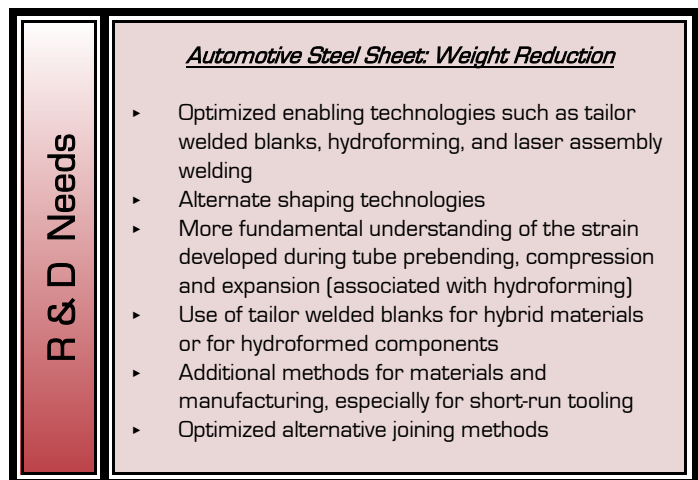 R & D Needs
Automotive Steel Sheet: Weight Reduction
‣ Optimized enabling technologies such as tailor
welded blanks, hydroforming, and laser assembly
welding
‣ Alternate shaping technologies
‣ More fundamental understanding of the strain
developed during tube prebending, compression
and expansion (associated with hydroforming)
‣ Use of tailor welded blanks for hybrid materials
or for hydroformed components
‣ Additional methods for materials and
manufacturing, especially for short-run tooling
‣ Optimized alternative joining methods